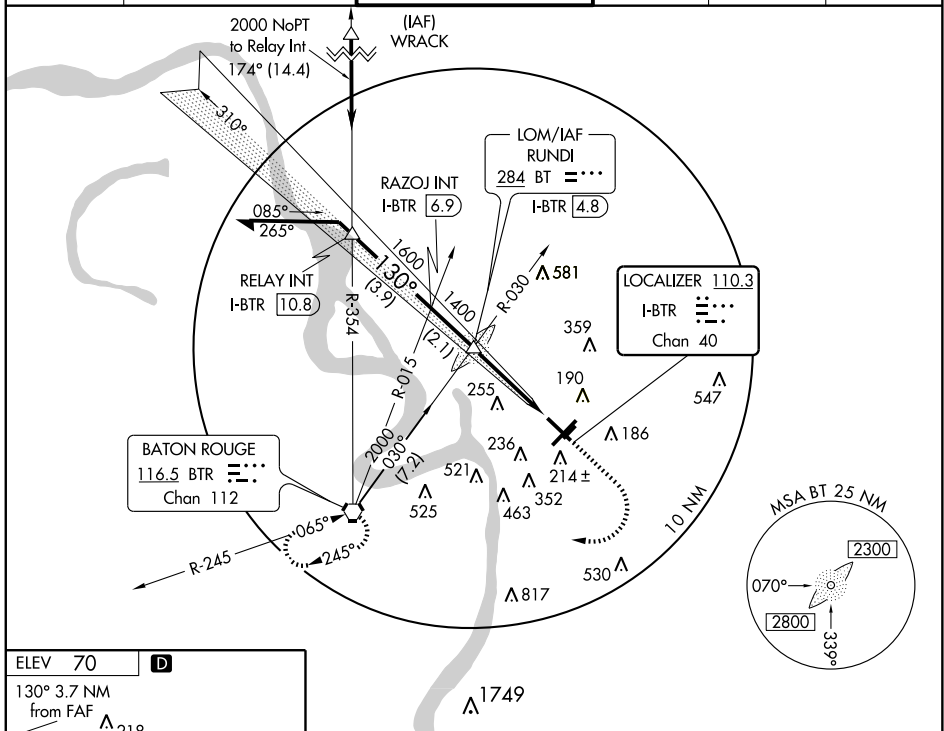 2000 NoPT
to Relay Int
174° (14.4)
(IAF)
WRACK
310°
LOM/IAF
RUNDI
284 BT
I-BTR 4.8
RAZOJ INT
I-BTR 6.9
085°
265°
1600
130°
(3.9)
RELAY INT
I-BTR 10.8
R-354
1400
(2.1)
R-015
R-030
581
LOCALIZER 110.3
I-BTR
Chan 40
359
190
547
255
186
236
214±
BATON ROUGE
116.5 BTR
Chan 112
2000
030°
(7.2)
521
352
463
525
10 NM
065°
245°
R-245
530
817
MSA BT 25 NM
2300
070°
2800
339°
ELEV 70 D
130° 3.7 NM
from FAF
218
1749